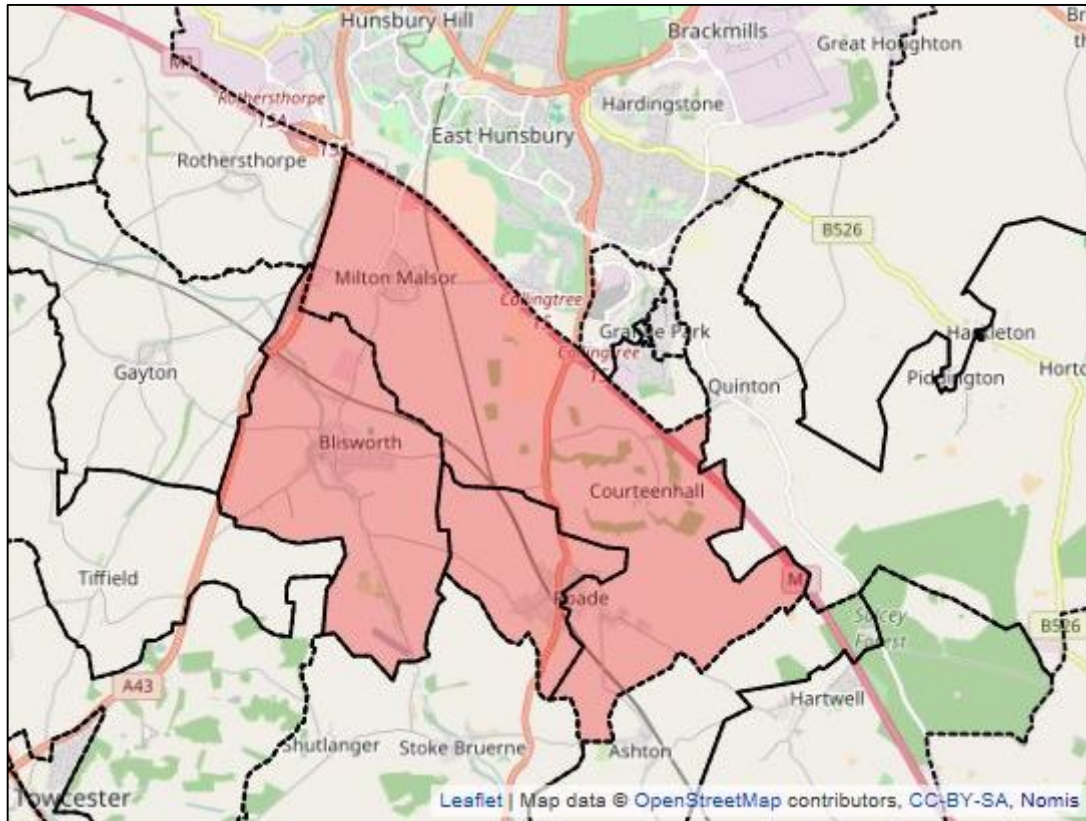 Hunsbury Hill
Brackmills
Great Houghton
M1
Rothersthorpe
15A
Hardingstone
East Hunsbury
Rothersthorpe
B526
Milton Malsor
Collingtree
15
Grange Park
Hackleton
Collingtree
15
Gayton
Quinton
Piddington
Horto
Blisworth
Courteenhall
Tiffield
M1
Roade
Salcey
Forest
B526
A43
Hartwell
Shutlanger
Stoke Bruerne
Ashton
Towcester
Leaflet | Map data © OpenStreetMap contributors, CC-BY-SA, Nomis